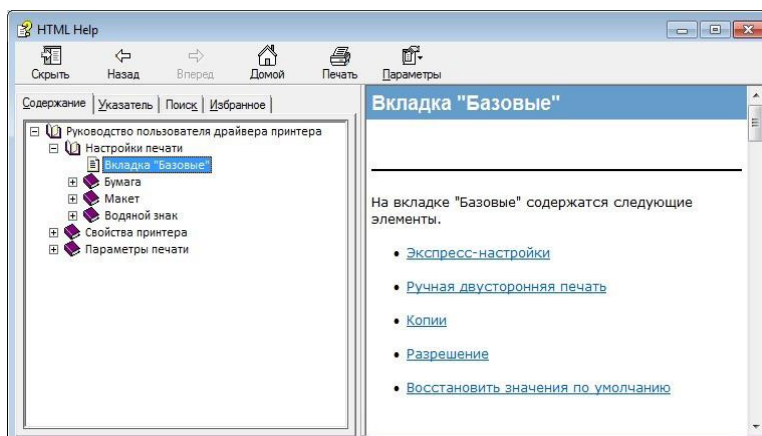 HTML Help
Скрыть Назад Вперед Домой Печать Параметры
Содержание Указатель Поиск Избранное
Руководство пользователя драйвера принтера
Настройки печати
Вкладка "Базовые"
Бумага
Макет
Водяной знак
Свойства принтера
Параметры печати
Вкладка "Базовые"
На вкладке "Базовые" содержатся следующие
элементы.
• Экспресс-настройки
• Ручная двусторонняя печать
• Копии
• Разрешение
• Восстановить значения по умолчанию